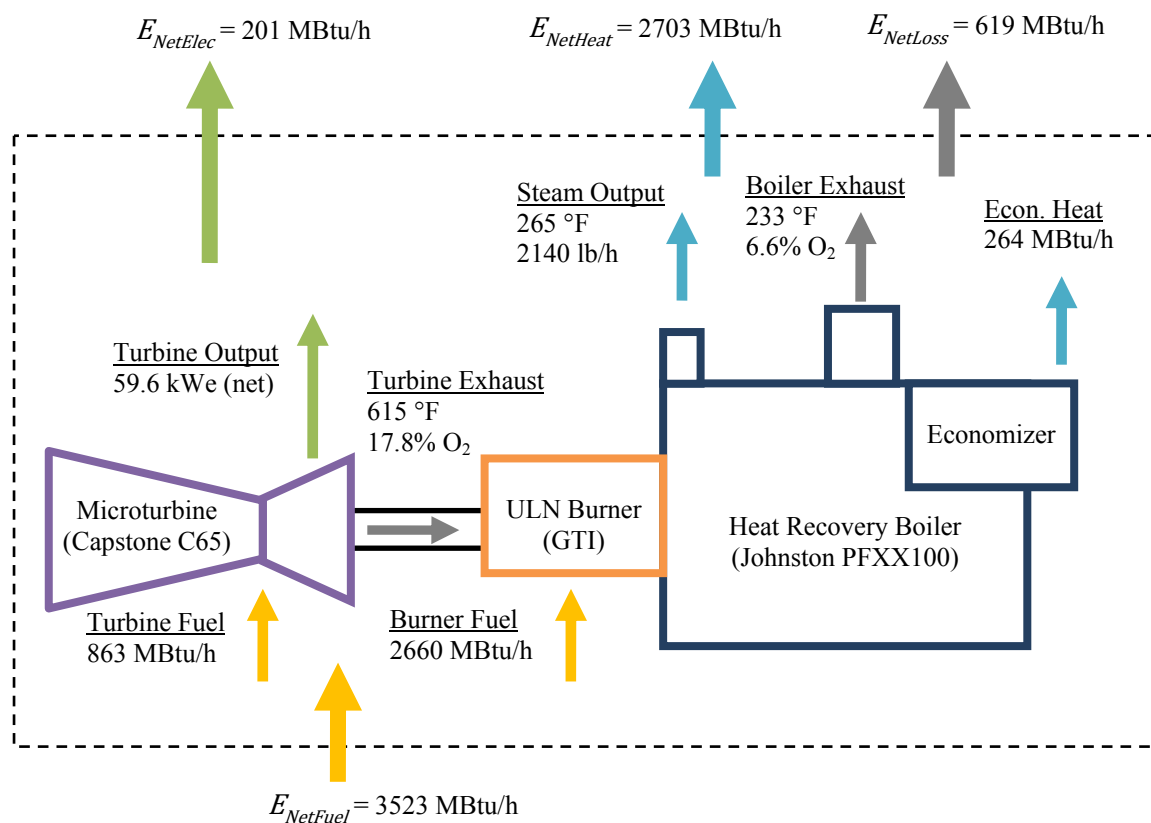 E_NetElec = 201 MBtu/h
E_NetHeat = 2703 MBtu/h
E_NetLoss = 619 MBtu/h
Steam Output
265 °F
2140 lb/h
Boiler Exhaust
233 °F
6.6% O₂
Econ. Heat
264 MBtu/h
Turbine Output
59.6 kWe (net)
Turbine Exhaust
615 °F
17.8% O₂
Microturbine
(Capstone C65)
ULN Burner
(GTI)
Economizer
Heat Recovery Boiler
(Johnston PFXX100)
Turbine Fuel
863 MBtu/h
Burner Fuel
2660 MBtu/h
E_NetFuel = 3523 MBtu/h